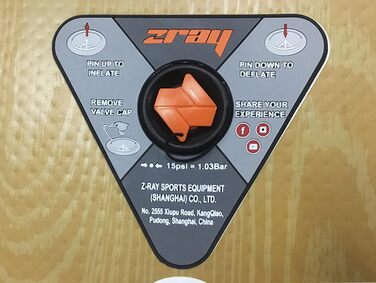 zray
PIN UP TO
INFLATE
PIN DOWN TO
DEFLATE
REMOVE
VALVE CAP
SHARE YOUR
EXPERIENCE
15psi = 1.03Bar
Z-RAY SPORTS EQUIPMENT
(SHANGHAI) CO., LTD.
No. 2555 Xiupu Road, KangQiao,
Pudong, Shanghai, China